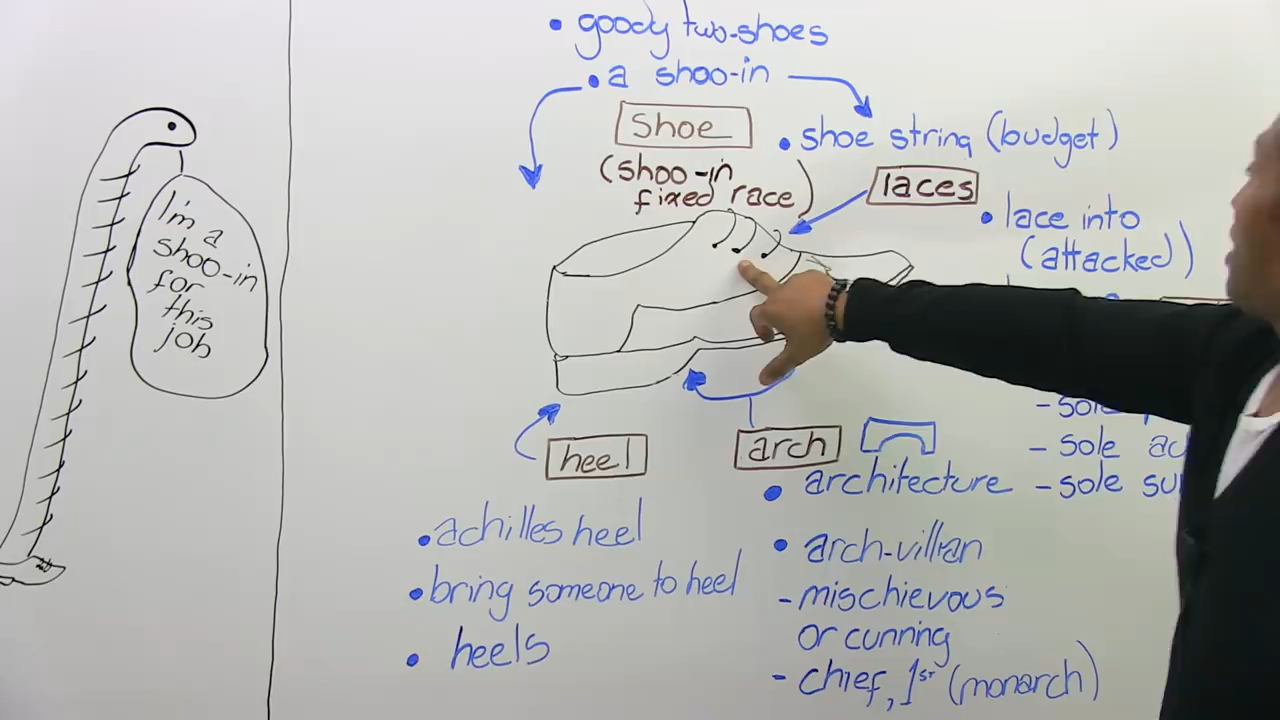 I'm
a
shoo-in
for
this
job
• goody two-shoes
• a shoo-in
Shoe
(shoo-in
fixed race)
• shoe string (budget)
laces
• lace into
(attacked)
heel
• achilles heel
• bring someone to heel
• heels
arch
• architecture
• arch-villian
- mischievous
or cunning
- chief, 1st (monarch)
- sole
- sole
- sole